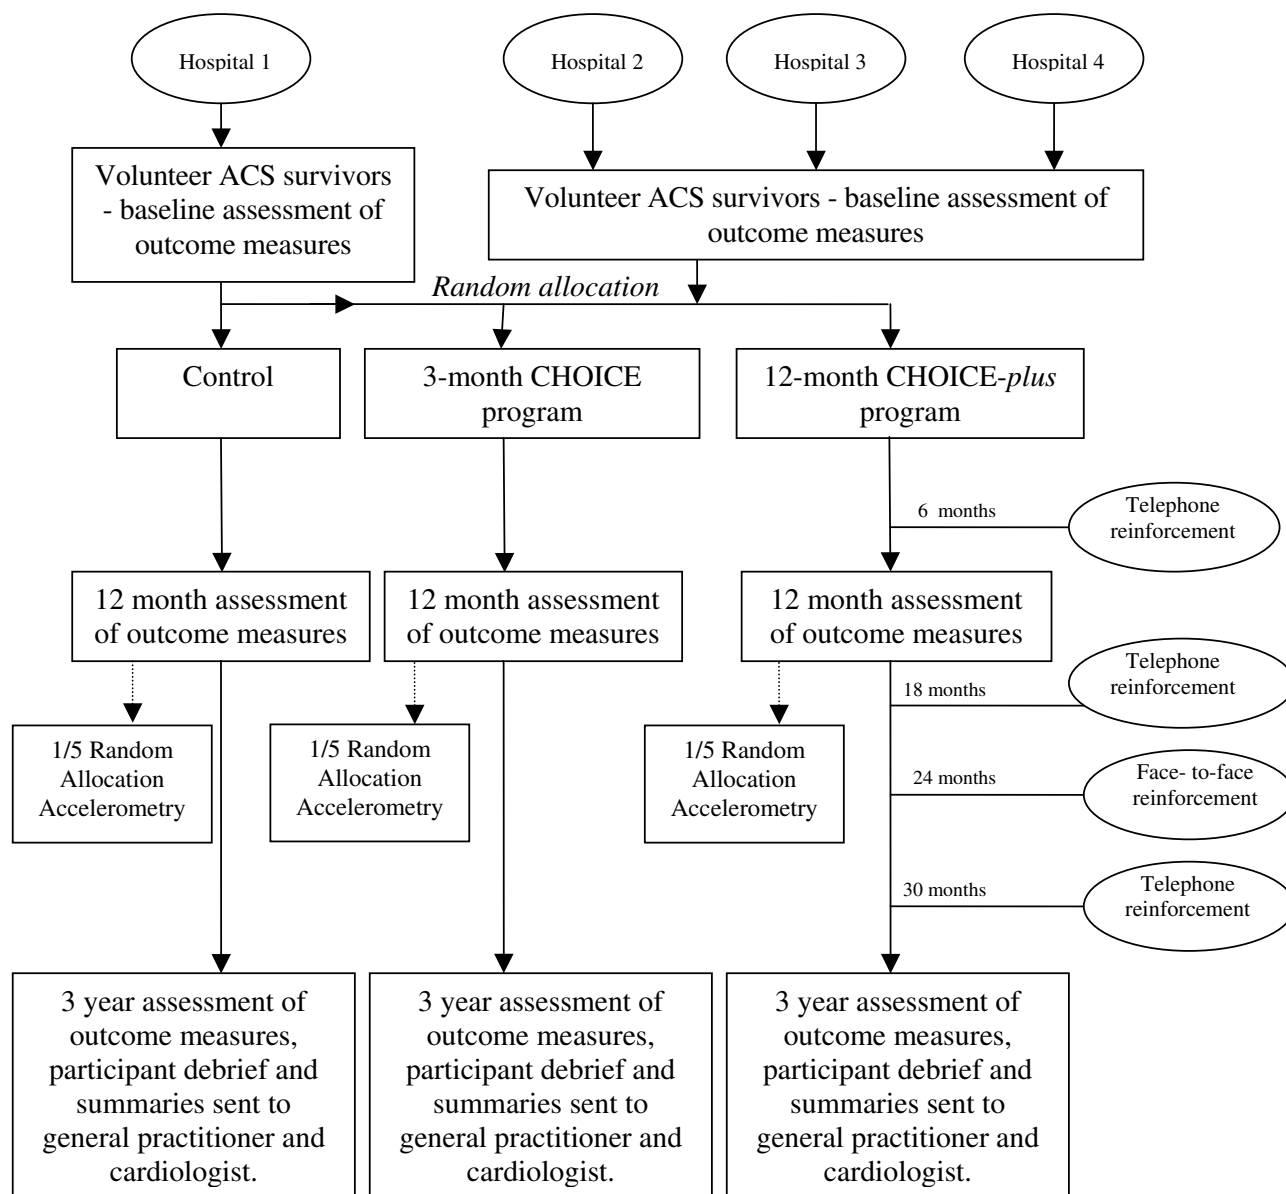 Hospital 1
Hospital 2
Hospital 3
Hospital 4
Volunteer ACS survivors
- baseline assessment of
outcome measures
Volunteer ACS survivors - baseline assessment of
outcome measures
Random allocation
Control
3-month CHOICE
program
12-month CHOICE-plus
program
6 months
Telephone
reinforcement
12 month assessment
of outcome measures
12 month assessment
of outcome measures
12 month assessment
of outcome measures
18 months
Telephone
reinforcement
1/5 Random
Allocation
Accelerometry
1/5 Random
Allocation
Accelerometry
1/5 Random
Allocation
Accelerometry
24 months
Face- to-face
reinforcement
30 months
Telephone
reinforcement
3 year assessment of
outcome measures,
participant debrief and
summaries sent to
general practitioner and
cardiologist.
3 year assessment of
outcome measures,
participant debrief and
summaries sent to
general practitioner and
cardiologist.
3 year assessment of
outcome measures,
participant debrief and
summaries sent to
general practitioner and
cardiologist.